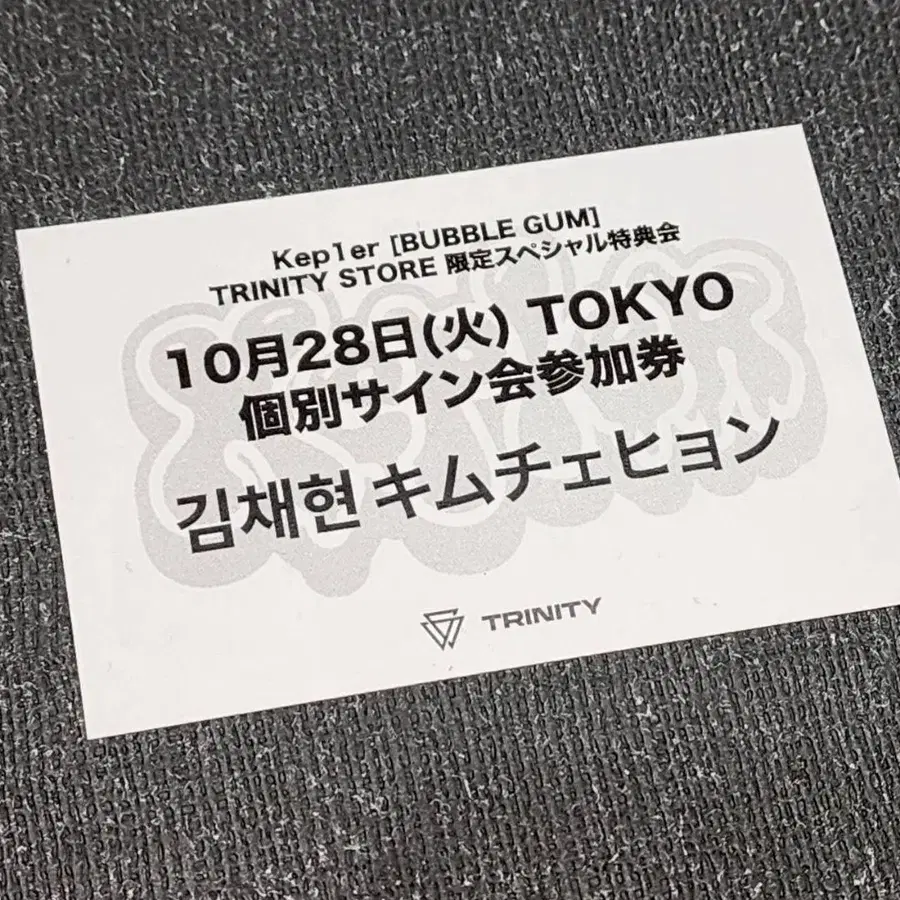 Kep1er [BUBBLE GUM]
TRINITY STORE 限定スペシャル特典会
10月28日(火) TOKYO
個別サイン会参加券
김채현 キムチェヒョン
TRINITY